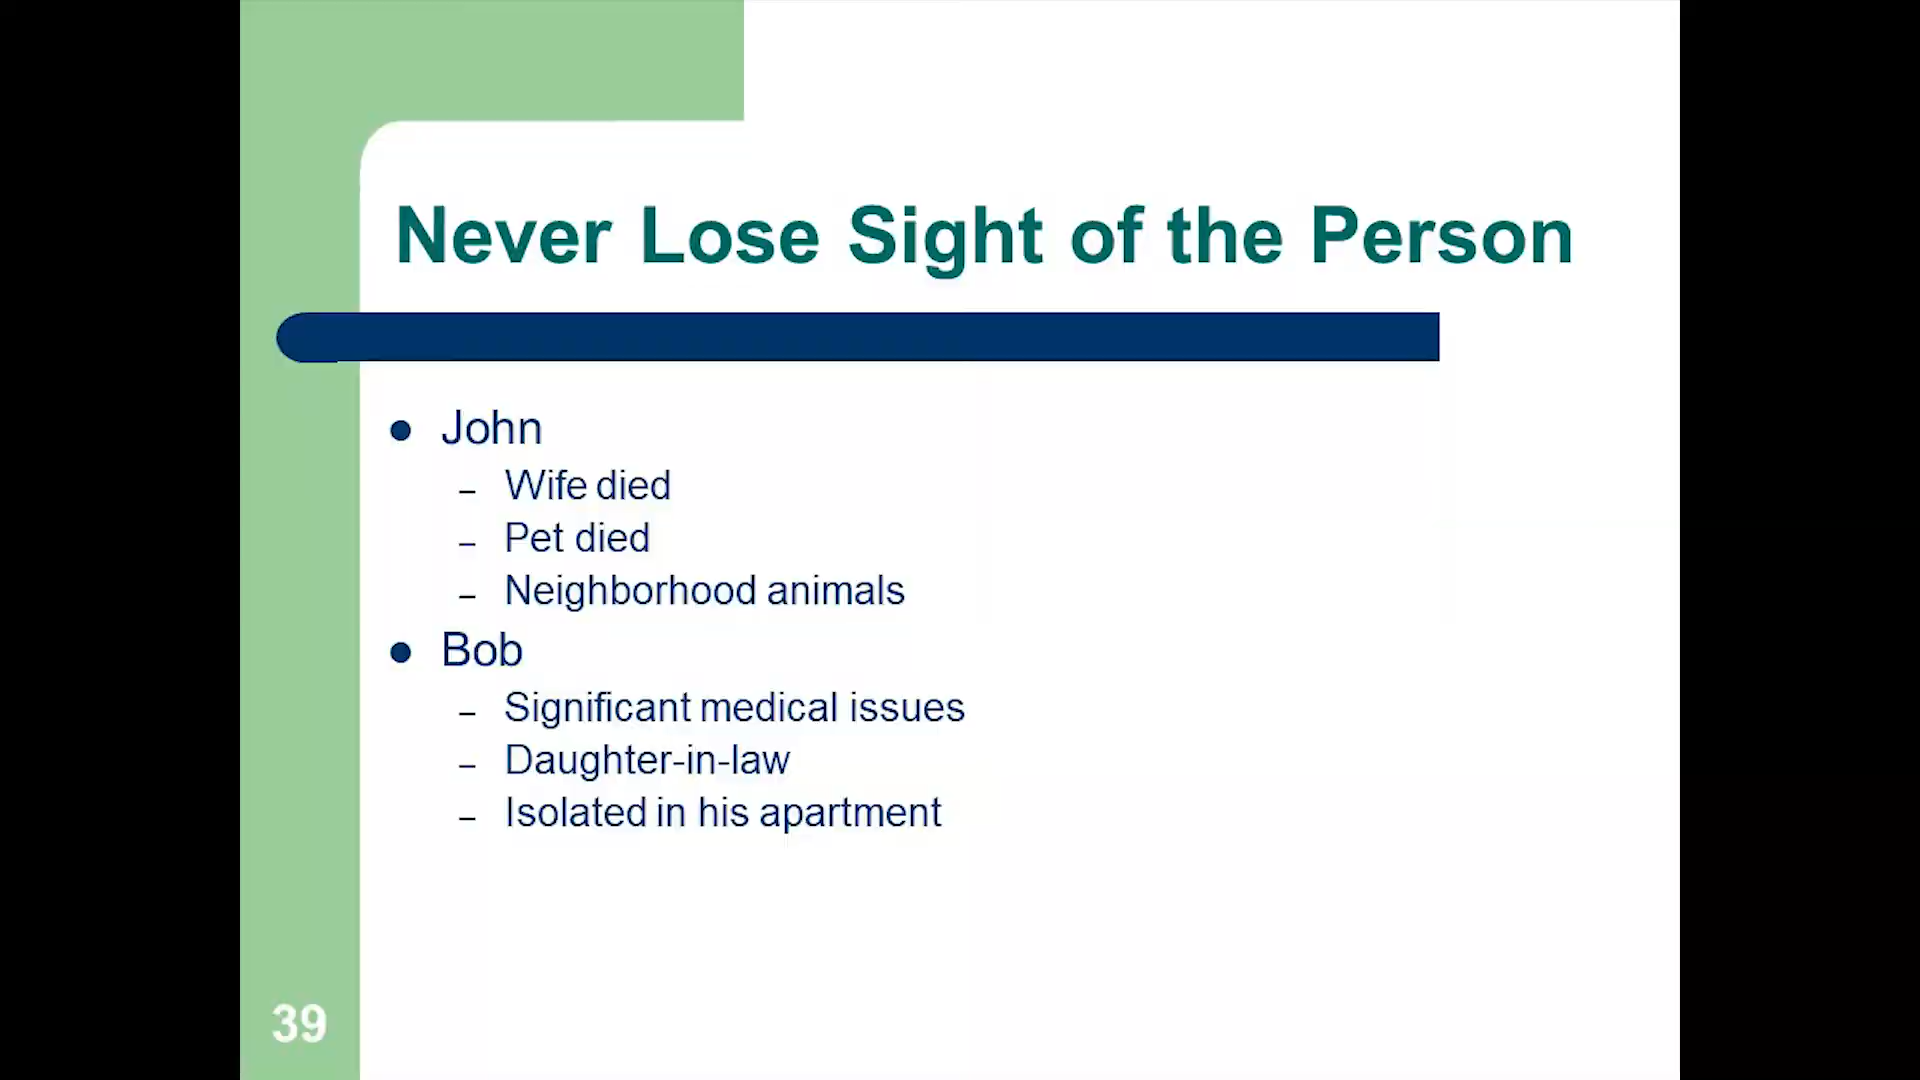 Never Lose Sight of the Person
● John
– Wife died
– Pet died
– Neighborhood animals
● Bob
– Significant medical issues
– Daughter-in-law
– Isolated in his apartment
39